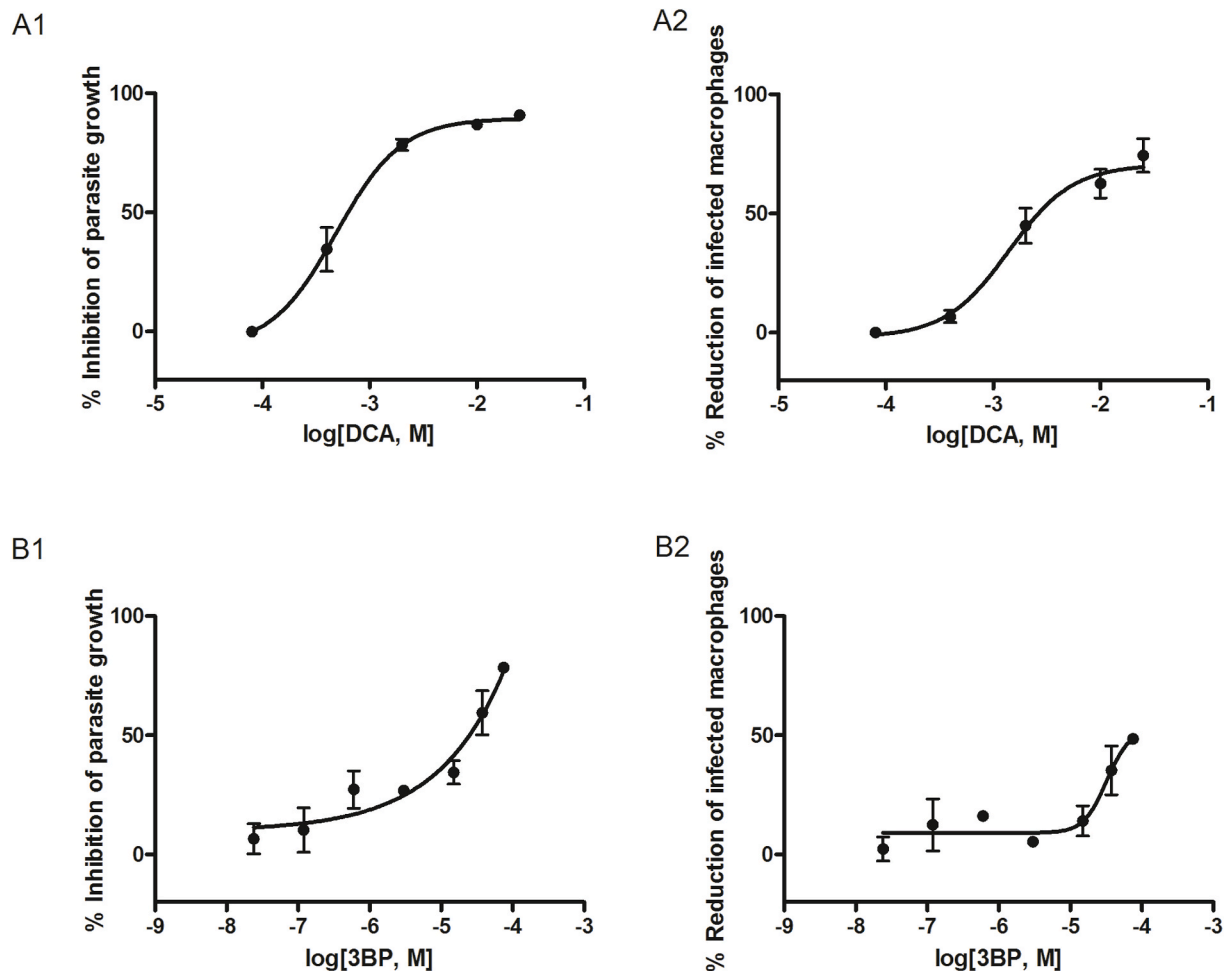 A1
% Inhibition of parasite growth
100
50
0
-5 -4 -3 -2 -1
log[DCA, M]
A2
% Reduction of infected macrophages
100
50
0
-5 -4 -3 -2 -1
log[DCA, M]
B1
% Inhibition of parasite growth
100
50
0
-9 -8 -7 -6 -5 -4 -3
log[3BP, M]
B2
% Reduction of infected macrophages
100
50
0
-9 -8 -7 -6 -5 -4 -3
log[3BP, M]